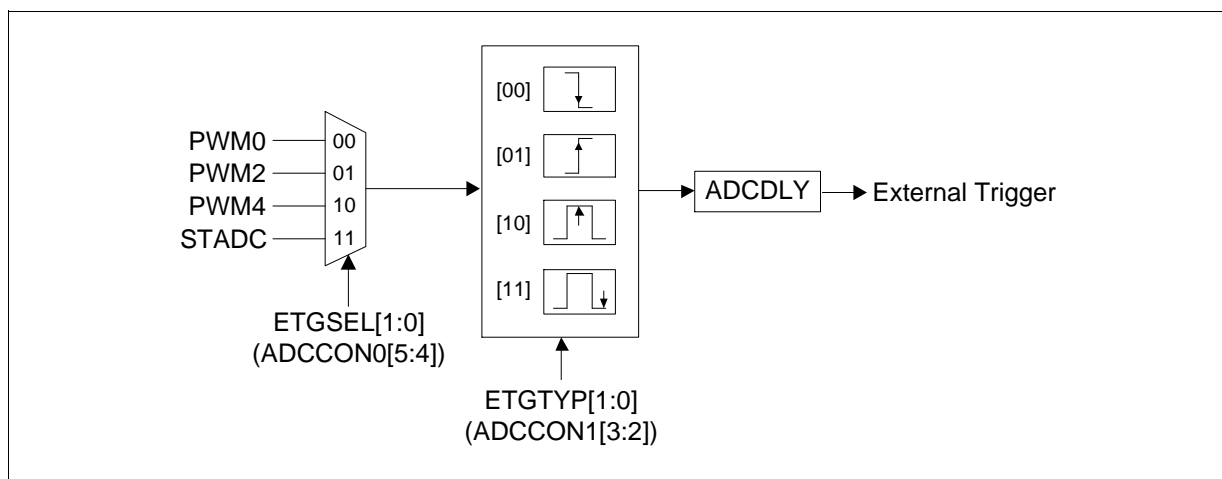 PWM0
PWM2
PWM4
STADC
00
01
10
11
ETGSEL[1:0]
(ADCCON0[5:4])
[00]
[01]
[10]
[11]
ETGTYP[1:0]
(ADCCON1[3:2])
ADCDLY
External Trigger